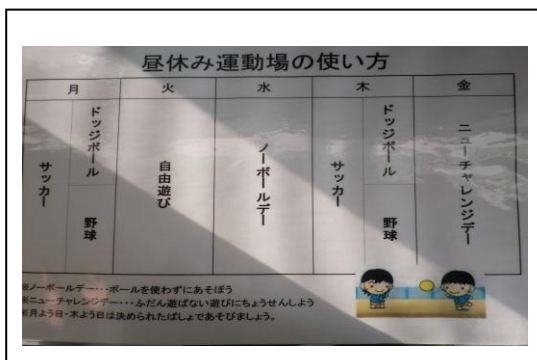 昼休み運動場の使い方
月 火 水 木 金
サッカー
ドッジボール
野球
自由遊び
ノーボールデー
サッカー
ドッジボール
野球
ニューチャレンジデー
※ノーボールデー・・・ボールを使わずにあそぼう
※ニューチャレンジデー・・・ふだん遊ばない遊びにちょうせんしよう
※月よう日・木よう日は決められたばしょであそびましょう。